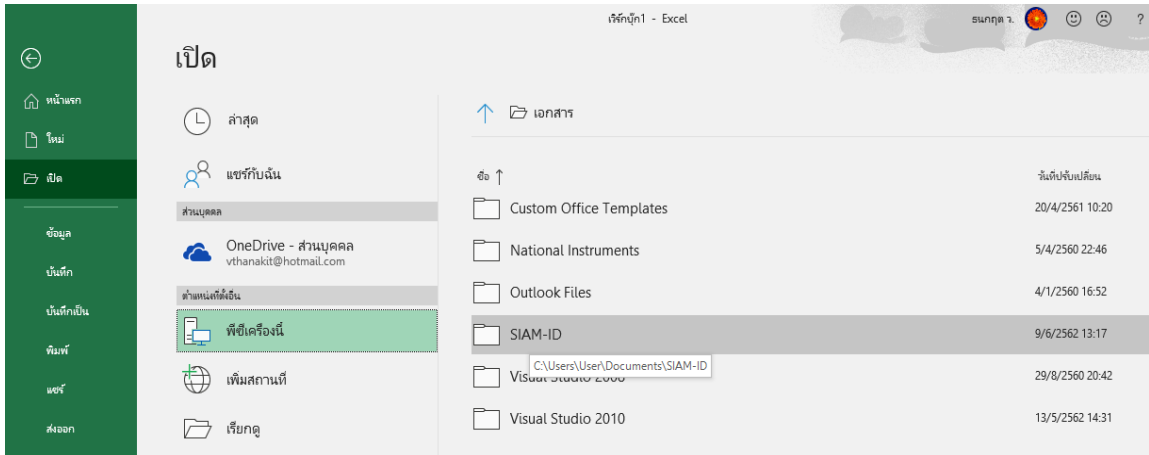 เวิร์กบุ๊ก1 - Excel
ธนกฤต ว.
?
หน้าแรก
ใหม่
เปิด
ข้อมูล
บันทึก
บันทึกเป็น
พิมพ์
แชร์
ส่งออก
เปิด
ล่าสุด
แชร์กับฉัน
ส่วนบุคคล
OneDrive - ส่วนบุคคล
vthanakit@hotmail.com
ตำแหน่งที่ตั้งอื่น
พีซีเครื่องนี้
เพิ่มสถานที่
เรียกดู
เอกสาร
ชื่อ วันที่ปรับเปลี่ยน
Custom Office Templates 20/4/2561 10:20
National Instruments 5/4/2560 22:46
Outlook Files 4/1/2560 16:52
SIAM-ID 9/6/2562 13:17
C:\Users\User\Documents\SIAM-ID
Visual Studio 29/8/2560 20:42
Visual Studio 2010 13/5/2562 14:31